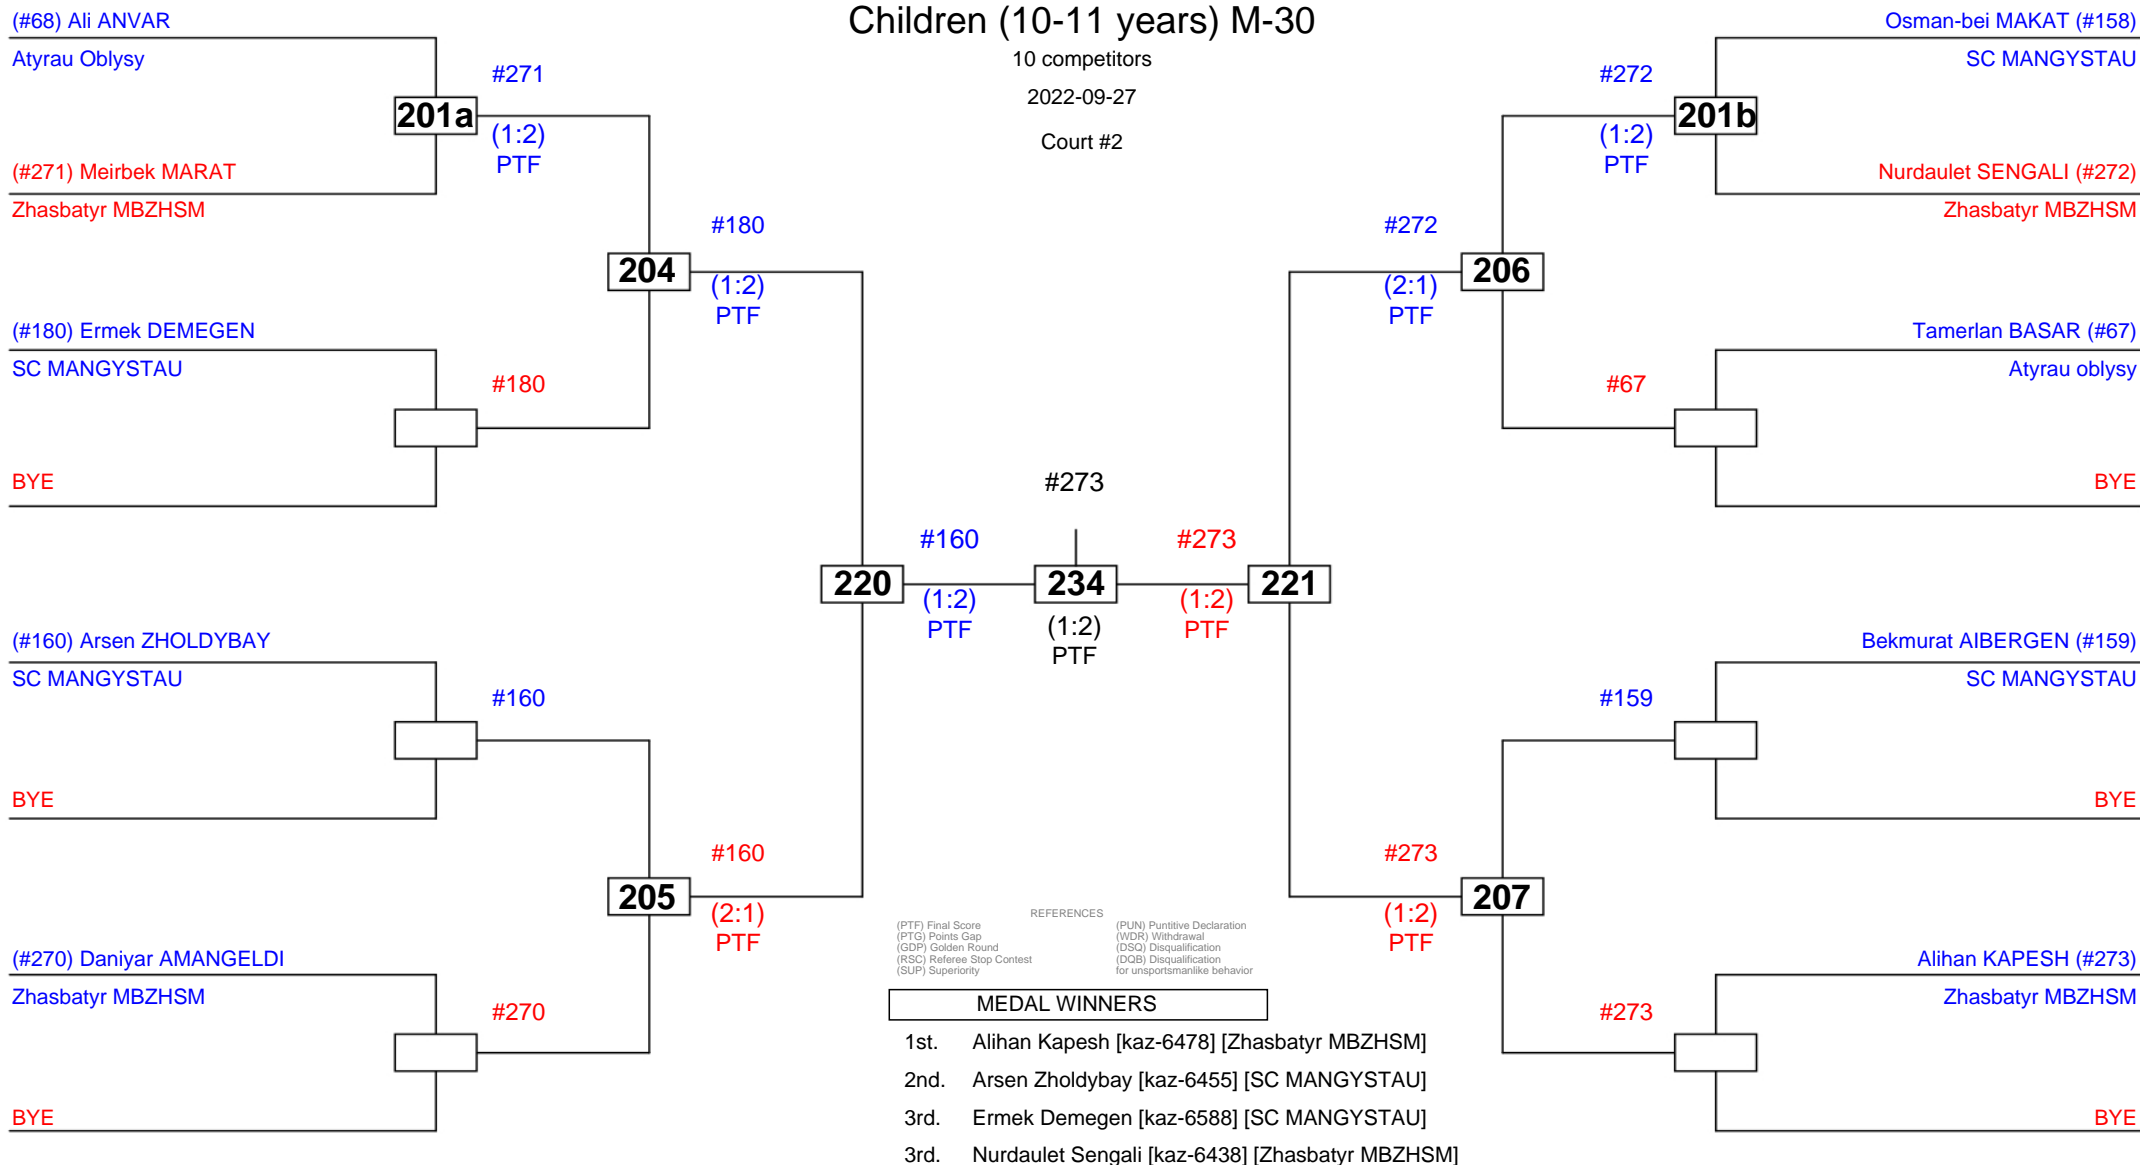 Children (10-11 years) M-30
10 competitors
2022-09-27
Court #2
(#68) Ali ANVAR
Atyrau Oblysy
#271
201a
(1:2)
PTF
(#271) Meirbek MARAT
Zhasbatyr MBZHSM
#180
204
(1:2)
PTF
(#180) Ermek DEMEGEN
SC MANGYSTAU
#180
BYE
#160
220
(1:2)
PTF
(#160) Arsen ZHOLDYBAY
SC MANGYSTAU
#160
BYE
#160
205
(2:1)
PTF
(#270) Daniyar AMANGELDI
Zhasbatyr MBZHSM
#270
BYE
#273
234
(1:2)
PTF
Osman-bei MAKAT (#158)
SC MANGYSTAU
#272
201b
(1:2)
PTF
Nurdaulet SENGALI (#272)
Zhasbatyr MBZHSM
#272
206
(2:1)
PTF
Tamerlan BASAR (#67)
Atyrau oblysy
#67
BYE
#273
221
(1:2)
PTF
Bekmurat AIBERGEN (#159)
SC MANGYSTAU
#159
BYE
#273
207
(1:2)
PTF
Alihan KAPESH (#273)
Zhasbatyr MBZHSM
#273
BYE
REFERENCES
(PTF) Final Score
(PTG) Points Gap
(GDP) Golden Round
(RSC) Referee Stop Contest
(SUP) Superiority
(PUN) Puntitive Declaration
(WDR) Withdrawal
(DSQ) Disqualification
(DQB) Disqualification
for unsportsmanlike behavior
MEDAL WINNERS
1st. Alihan Kapesh [kaz-6478] [Zhasbatyr MBZHSM]
2nd. Arsen Zholdybay [kaz-6455] [SC MANGYSTAU]
3rd. Ermek Demegen [kaz-6588] [SC MANGYSTAU]
3rd. Nurdaulet Sengali [kaz-6438] [Zhasbatyr MBZHSM]